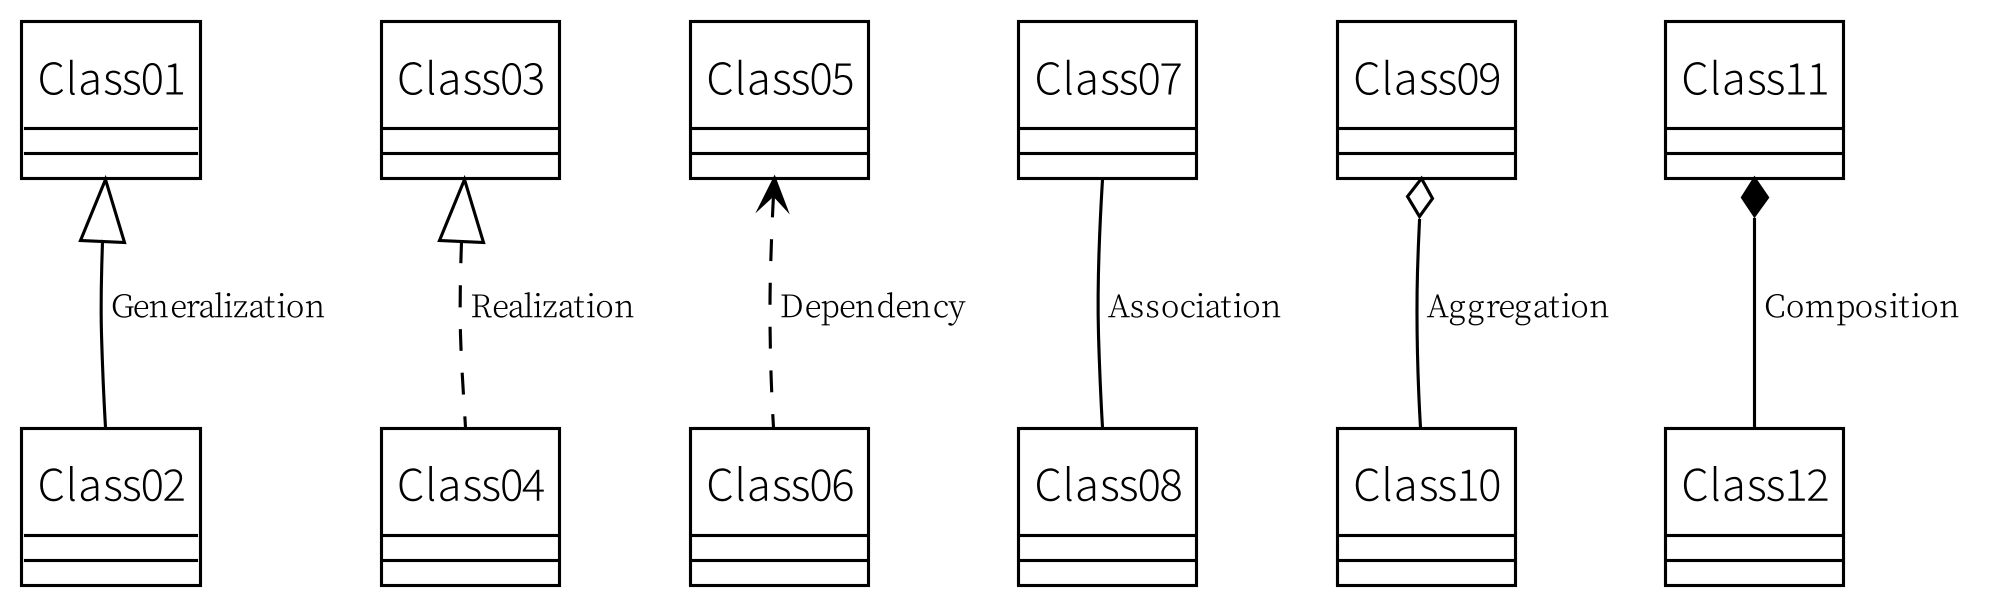 Class01
Class03
Class05
Class07
Class09
Class11
Generalization
Realization
Dependency
Association
Aggregation
Composition
Class02
Class04
Class06
Class08
Class10
Class12